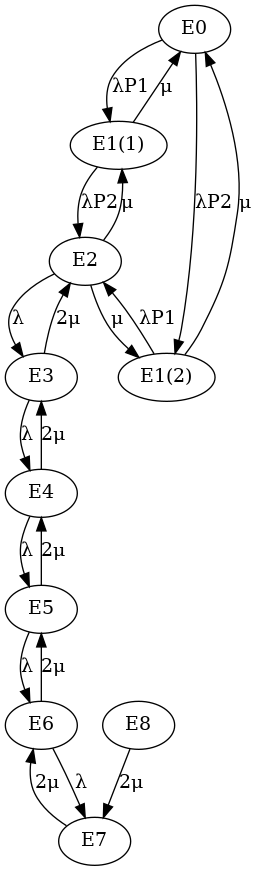 E0
λP1 μ
E1(1)
λP2 μ λP2 μ
E2
λ 2μ μ λP1
E3 E1(2)
λ 2μ
E4
λ 2μ
E5
λ 2μ
E6 E8
2μ λ 2μ
E7